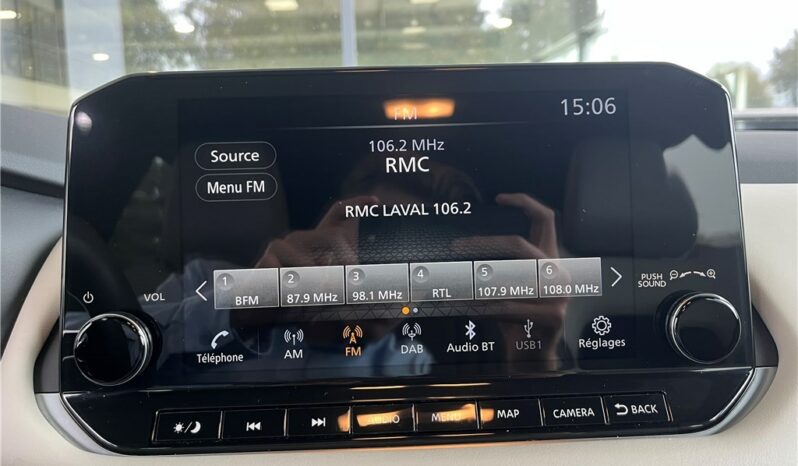 FM
15:06
Source
106.2 MHz
RMC
Menu FM
RMC LAVAL 106.2
1 BFM
2 87.9 MHz
3 98.1 MHz
4 RTL
5 107.9 MHz
6 108.0 MHz
PUSH
SOUND
VOL
Téléphone
AM
FM
DAB
Audio BT
USB1
Réglages
AUDIO
MENU
MAP
CAMERA
BACK